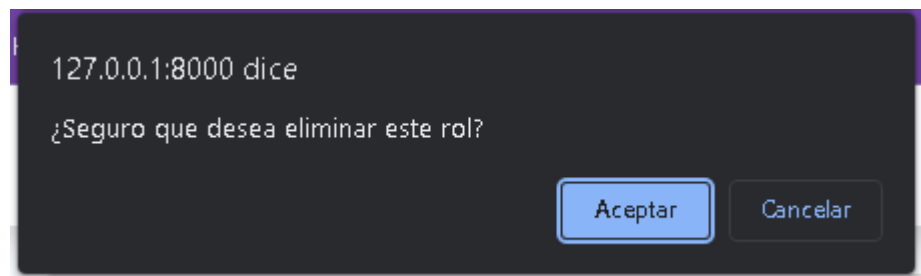 127.0.0.1:8000 dice
¿Seguro que desea eliminar este rol?
Aceptar Cancelar